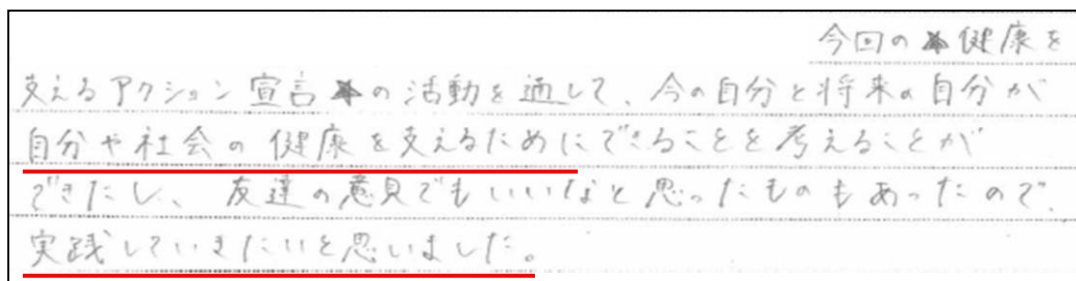 今回の健康を
支えるアクション宣言の活動を通して、今の自分と将来の自分が
自分や社会の健康を支えるためにできることを考えることが
できたし、友達の意見でもいいなと思ったものもあったので、
実践していきたいと思いました。